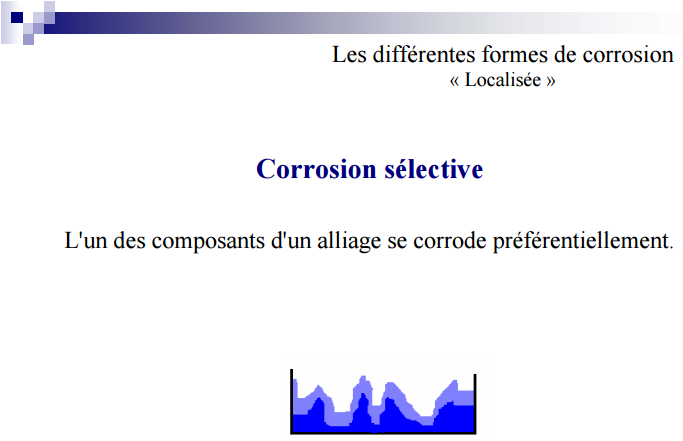 Les différentes formes de corrosion
« Localisée »
Corrosion sélective
L'un des composants d'un alliage se corrode préférentiellement.